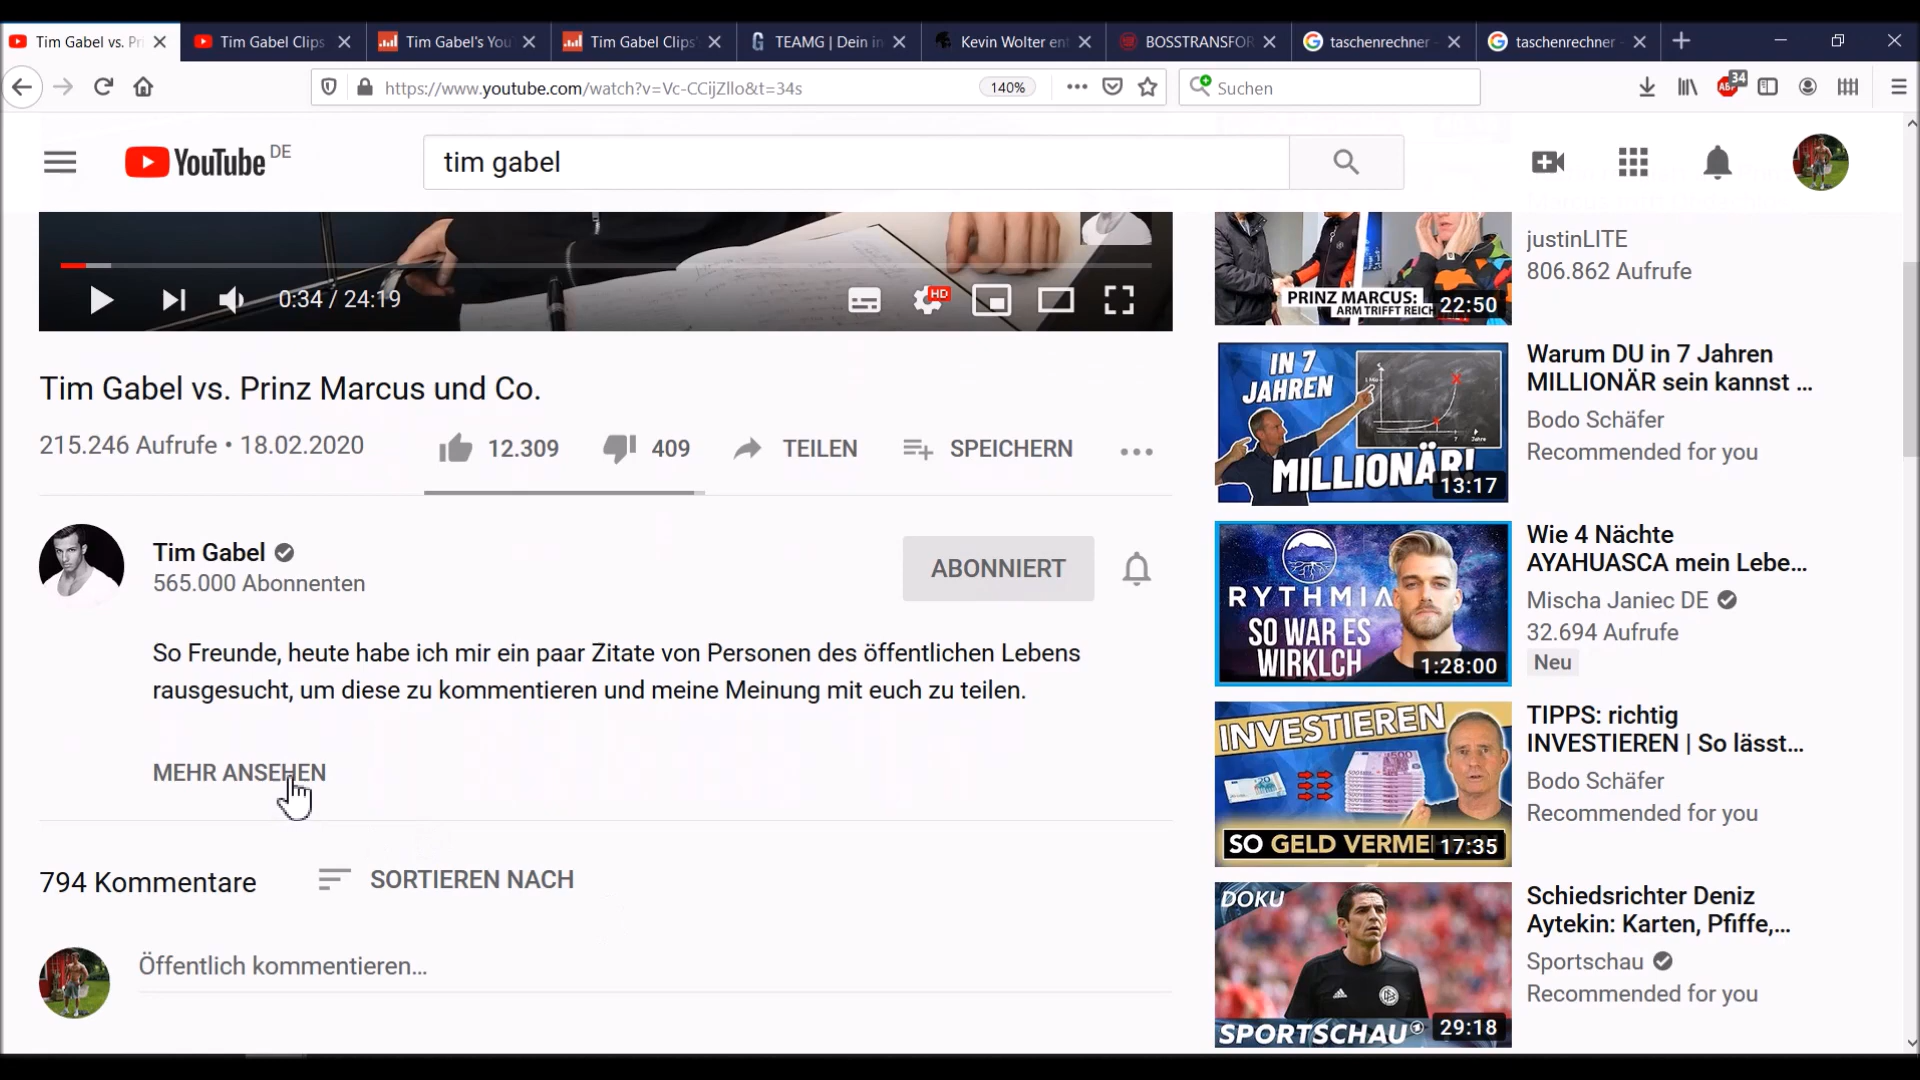 Tim Gabel vs. Pri
Tim Gabel Clips
Tim Gabel's You
Tim Gabel Clips'
TEAMG | Dein in
Kevin Wolter ent
BOSSTRANSFOR
taschenrechner -
taschenrechner -
https://www.youtube.com/watch?v=Vc-CCijZllo&t=34s
140%
Suchen
ABP
34
YouTube DE
tim gabel
0:34 / 24:19
HD
Tim Gabel vs. Prinz Marcus und Co.
215.246 Aufrufe • 18.02.2020
12.309
409
TEILEN
SPEICHERN
Tim Gabel
565.000 Abonnenten
ABONNIERT
So Freunde, heute habe ich mir ein paar Zitate von Personen des öffentlichen Lebens
rausgesucht, um diese zu kommentieren und meine Meinung mit euch zu teilen.
MEHR ANSEHEN
794 Kommentare
SORTIEREN NACH
Öffentlich kommentieren...
PRINZ MARCUS:
ARM TRIFFT REICH
22:50
justinLITE
806.862 Aufrufe
IN 7
JAHREN
MILLIONÄR!
13:17
Warum DU in 7 Jahren
MILLIONÄR sein kannst ...
Bodo Schäfer
Recommended for you
RYTHMIA
SO WAR ES
WIRKLCH
1:28:00
Wie 4 Nächte
AYAHUASCA mein Lebe...
Mischa Janiec DE
32.694 Aufrufe
Neu
INVESTIEREN
SO GELD VERMEHREN
17:35
TIPPS: richtig
INVESTIEREN | So lässt...
Bodo Schäfer
Recommended for you
DOKU
SPORTSCHAU
29:18
Schiedsrichter Deniz
Aytekin: Karten, Pfiffe,...
Sportschau
Recommended for you